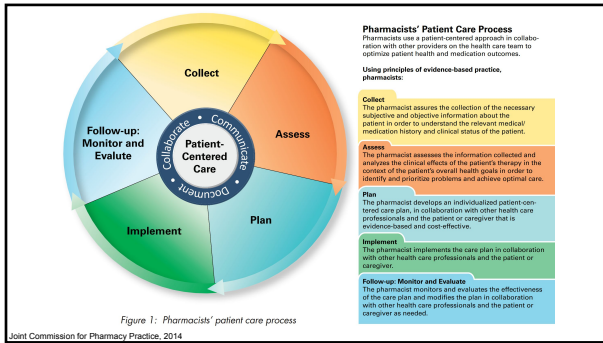 Collect
Assess
Plan
Implement
Follow-up:
Monitor and
Evalute
Collaborate • Communicate • Document •
Patient-
Centered
Care
Figure 1: Pharmacists' patient care process
Joint Commission for Pharmacy Practice, 2014
Pharmacists' Patient Care Process
Pharmacists use a patient-centered approach in collabo-
ration with other providers on the health care team to
optimize patient health and medication outcomes.
Using principles of evidence-based practice,
pharmacists:
Collect
The pharmacist assures the collection of the necessary
subjective and objective information about the
patient in order to understand the relevant medical/
medication history and clinical status of the patient.
Assess
The pharmacist assesses the information collected and
analyzes the clinical effects of the patient's therapy in the
context of the patient's overall health goals in order to
identify and prioritize problems and achieve optimal care.
Plan
The pharmacist develops an individualized patient-cen-
tered care plan, in collaboration with other health care
professionals and the patient or caregiver that is
evidence-based and cost-effective.
Implement
The pharmacist implements the care plan in collaboration
with other health care professionals and the patient or
caregiver.
Follow-up: Monitor and Evaluate
The pharmacist monitors and evaluates the effectiveness
of the care plan and modifies the plan in collaboration
with other health care professionals and the patient or
caregiver as needed.